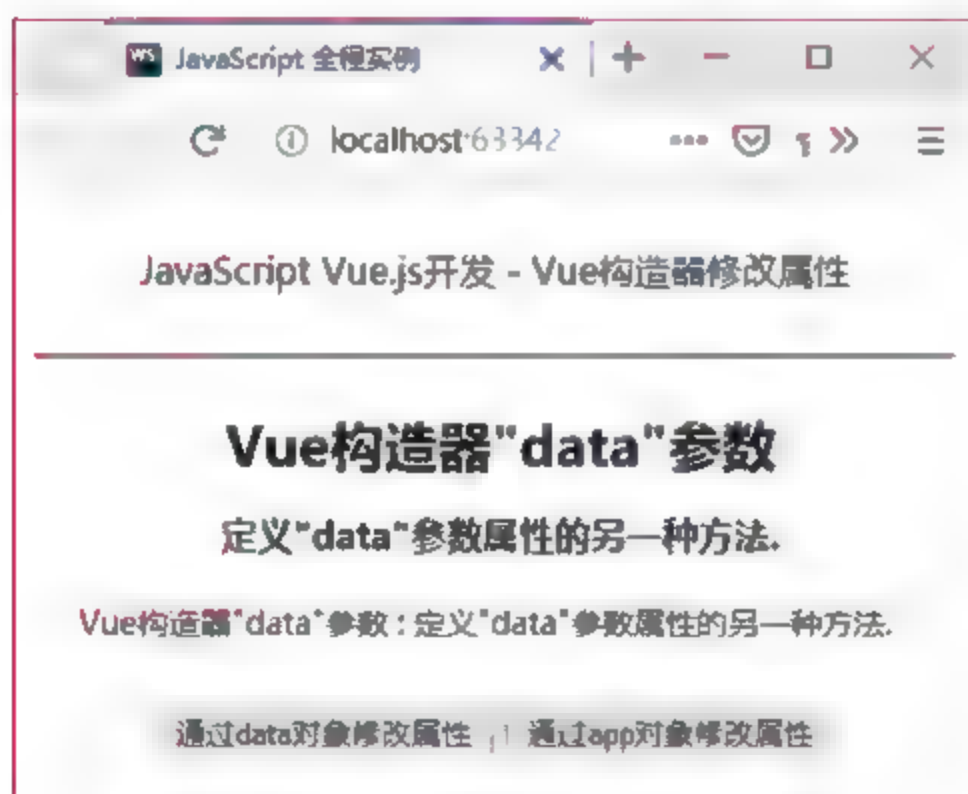 WS JavaScript 全程实例
localhost:63342
JavaScript Vue.js开发 - Vue构造器修改属性
Vue构造器"data"参数
定义"data"参数属性的另一种方法.
Vue构造器"data"参数 : 定义"data"参数属性的另一种方法.
通过data对象修改属性 通过app对象修改属性